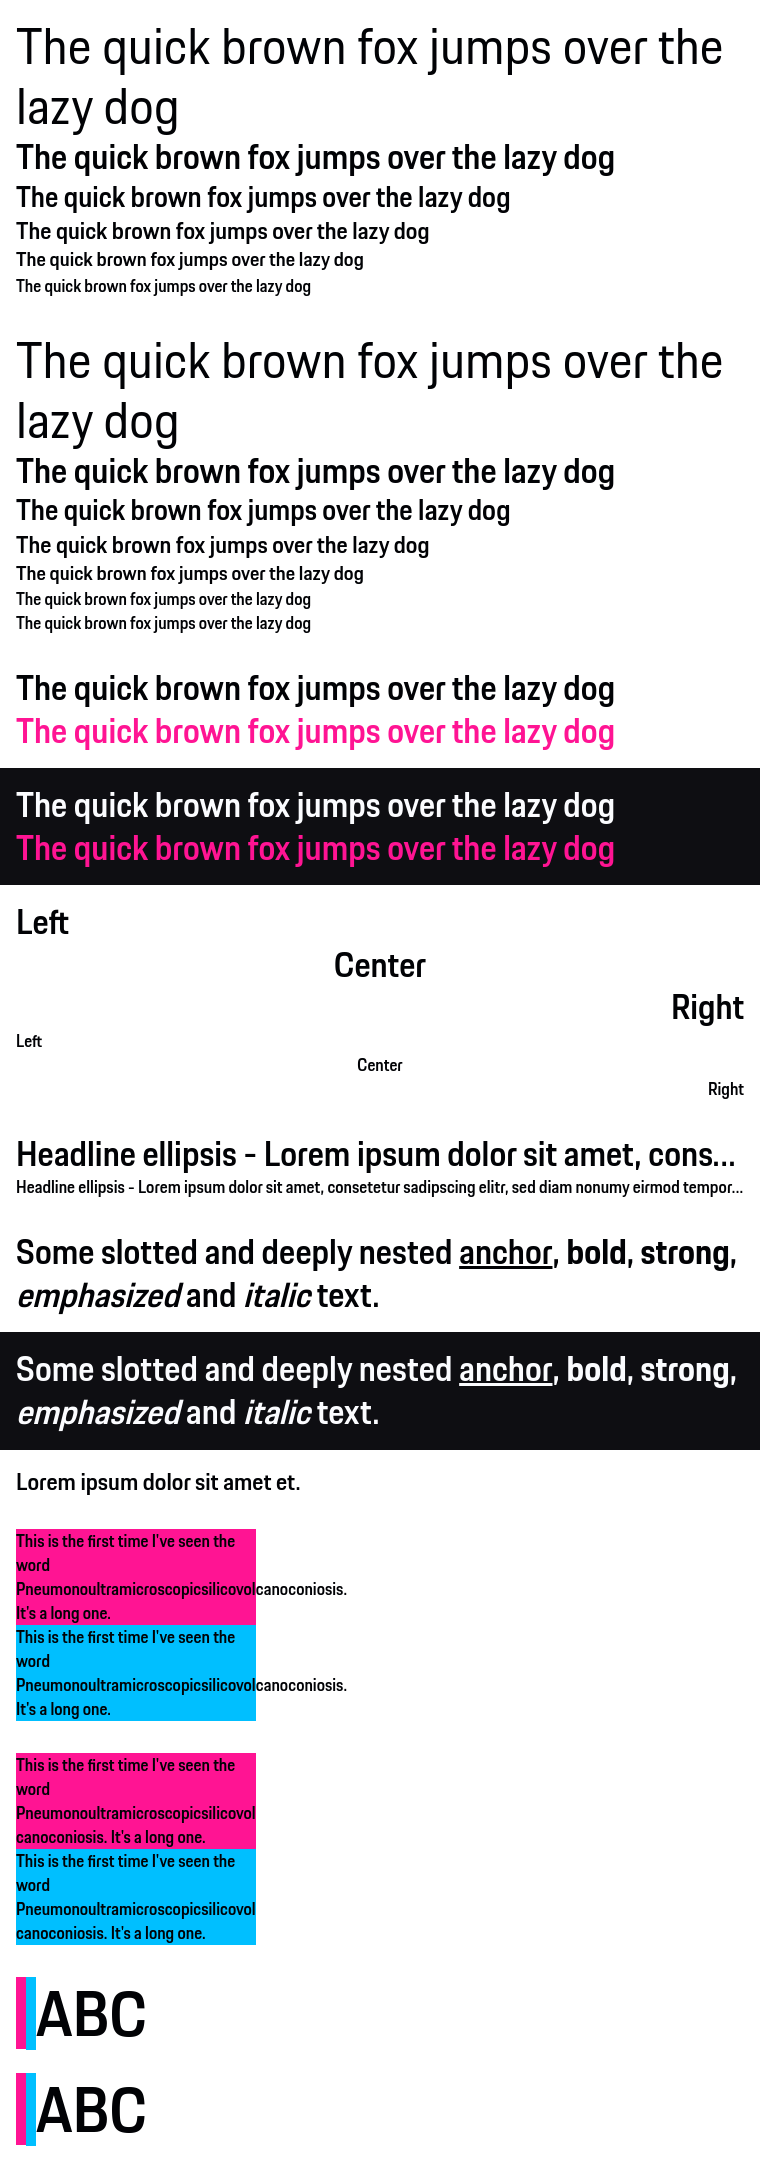 The quick brown fox jumps over the
lazy dog
The quick brown fox jumps over the lazy dog
The quick brown fox jumps over the lazy dog
The quick brown fox jumps over the lazy dog
The quick brown fox jumps over the lazy dog
The quick brown fox jumps over the lazy dog
The quick brown fox jumps over the
lazy dog
The quick brown fox jumps over the lazy dog
The quick brown fox jumps over the lazy dog
The quick brown fox jumps over the lazy dog
The quick brown fox jumps over the lazy dog
The quick brown fox jumps over the lazy dog
The quick brown fox jumps over the lazy dog
The quick brown fox jumps over the lazy dog
The quick brown fox jumps over the lazy dog
The quick brown fox jumps over the lazy dog
The quick brown fox jumps over the lazy dog
Left
Center
Right
Left
Center
Right
Headline ellipsis - Lorem ipsum dolor sit amet, cons...
Headline ellipsis - Lorem ipsum dolor sit amet, consetetur sadipscing elitr, sed diam nonumy eirmod tempor...
Some slotted and deeply nested anchor, bold, strong,
emphasized and italic text.
Some slotted and deeply nested anchor, bold, strong,
emphasized and italic text.
Lorem ipsum dolor sit amet et.
This is the first time I've seen the
word
Pneumonoultramicroscopicsilicovolcanoconiosis.
It's a long one.
This is the first time I've seen the
word
Pneumonoultramicroscopicsilicovolcanoconiosis.
It's a long one.
This is the first time I've seen the
word
Pneumonoultramicroscopicsilicovol
canoconiosis. It's a long one.
This is the first time I've seen the
word
Pneumonoultramicroscopicsilicovol
canoconiosis. It's a long one.
ABC
ABC